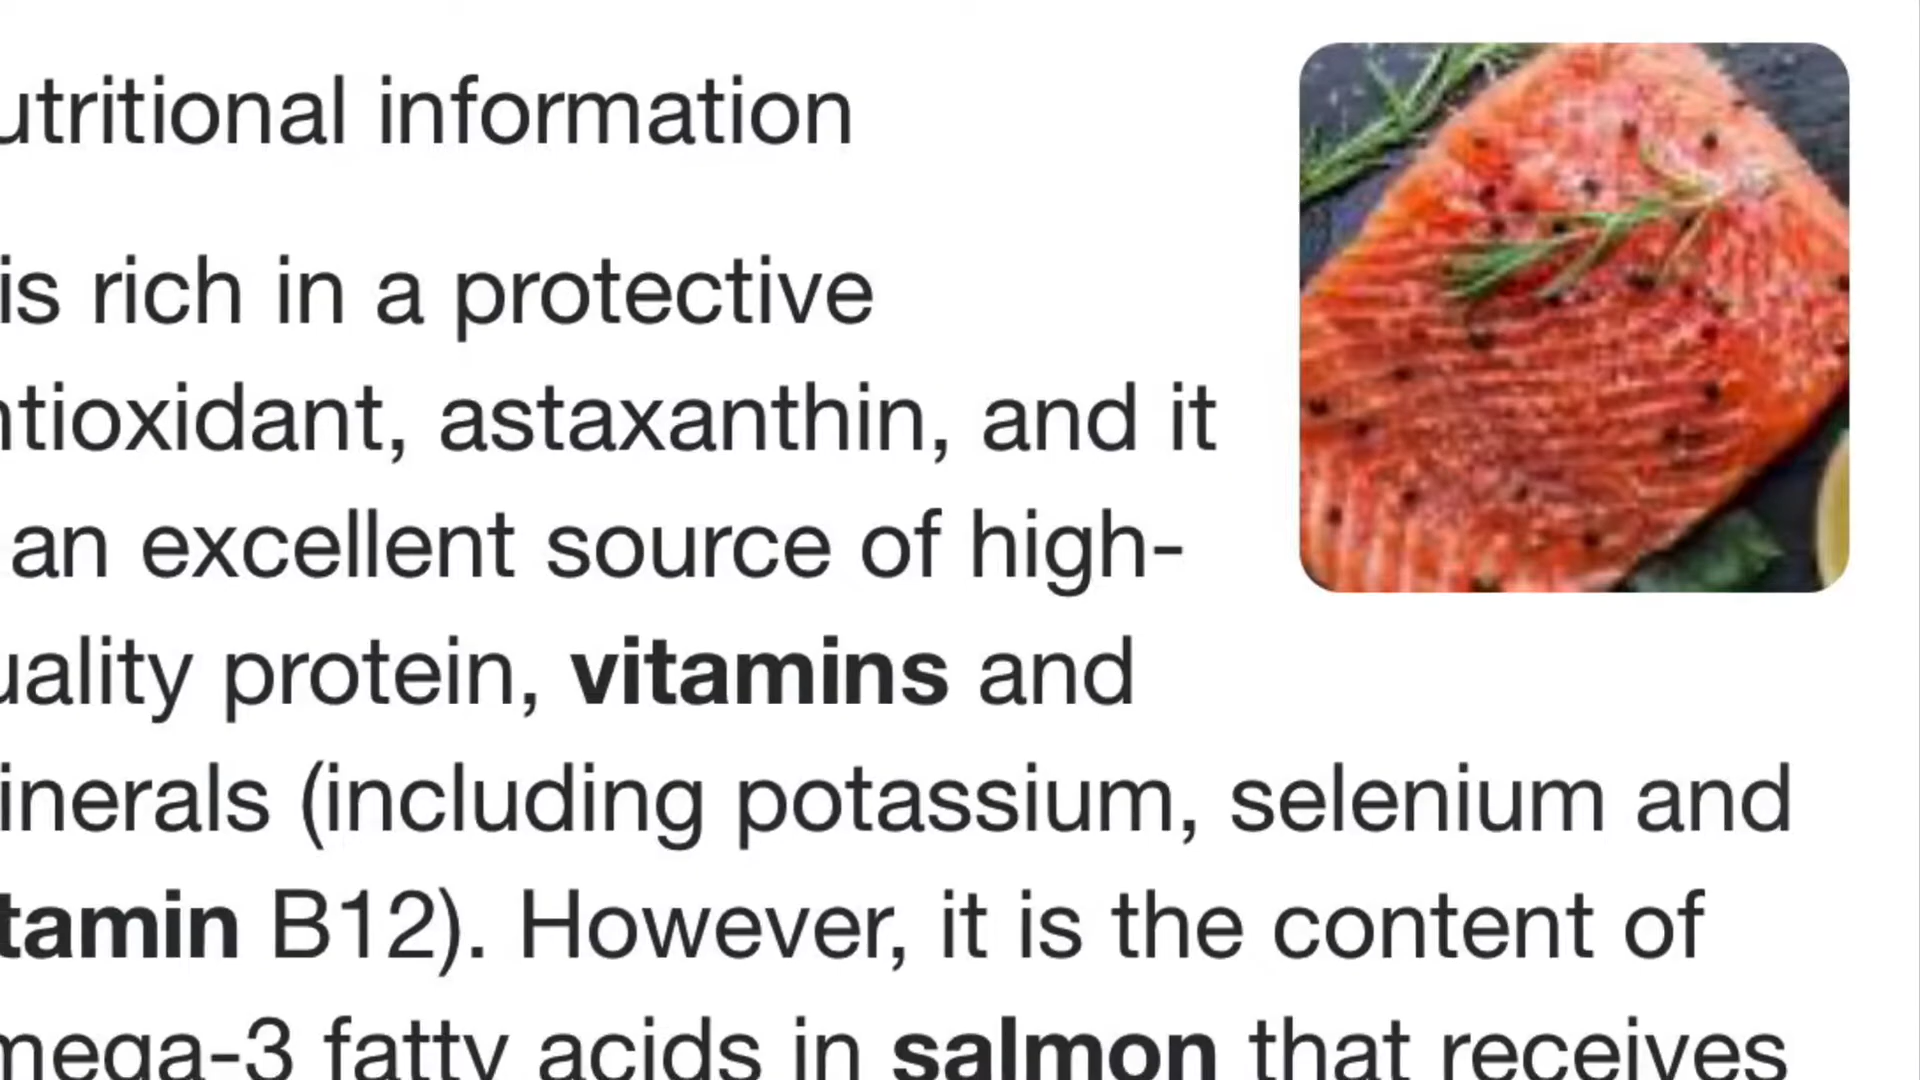 utritional information
is rich in a protective
ntioxidant, astaxanthin, and it
an excellent source of high-
uality protein, vitamins and
inerals (including potassium, selenium and
tamin B12). However, it is the content of
mega-3 fatty acids in salmon that receives